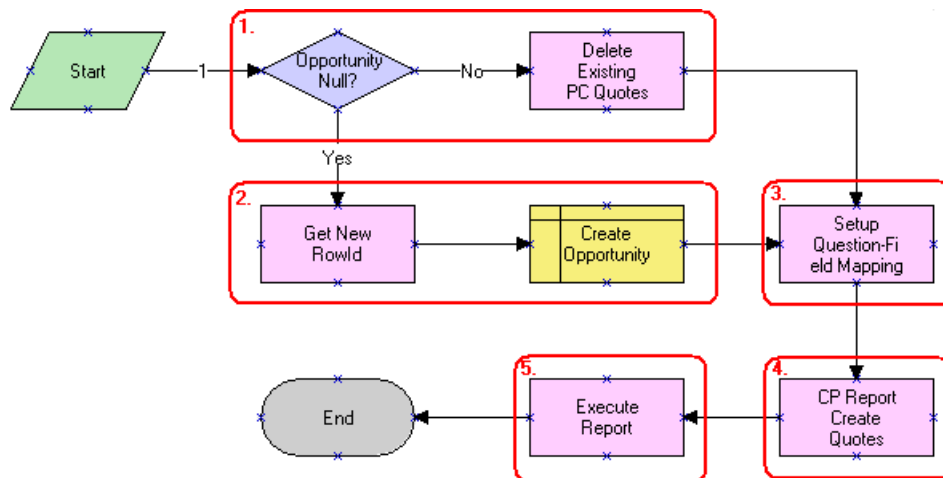 1.
Start
1
Opportunity
Null?
No
Delete
Existing
PC Quotes
Yes
2.
Get New
RowId
Create
Opportunity
3.
Setup
Question-Fi
eld Mapping
4.
CP Report
Create
Quotes
5.
Execute
Report
End